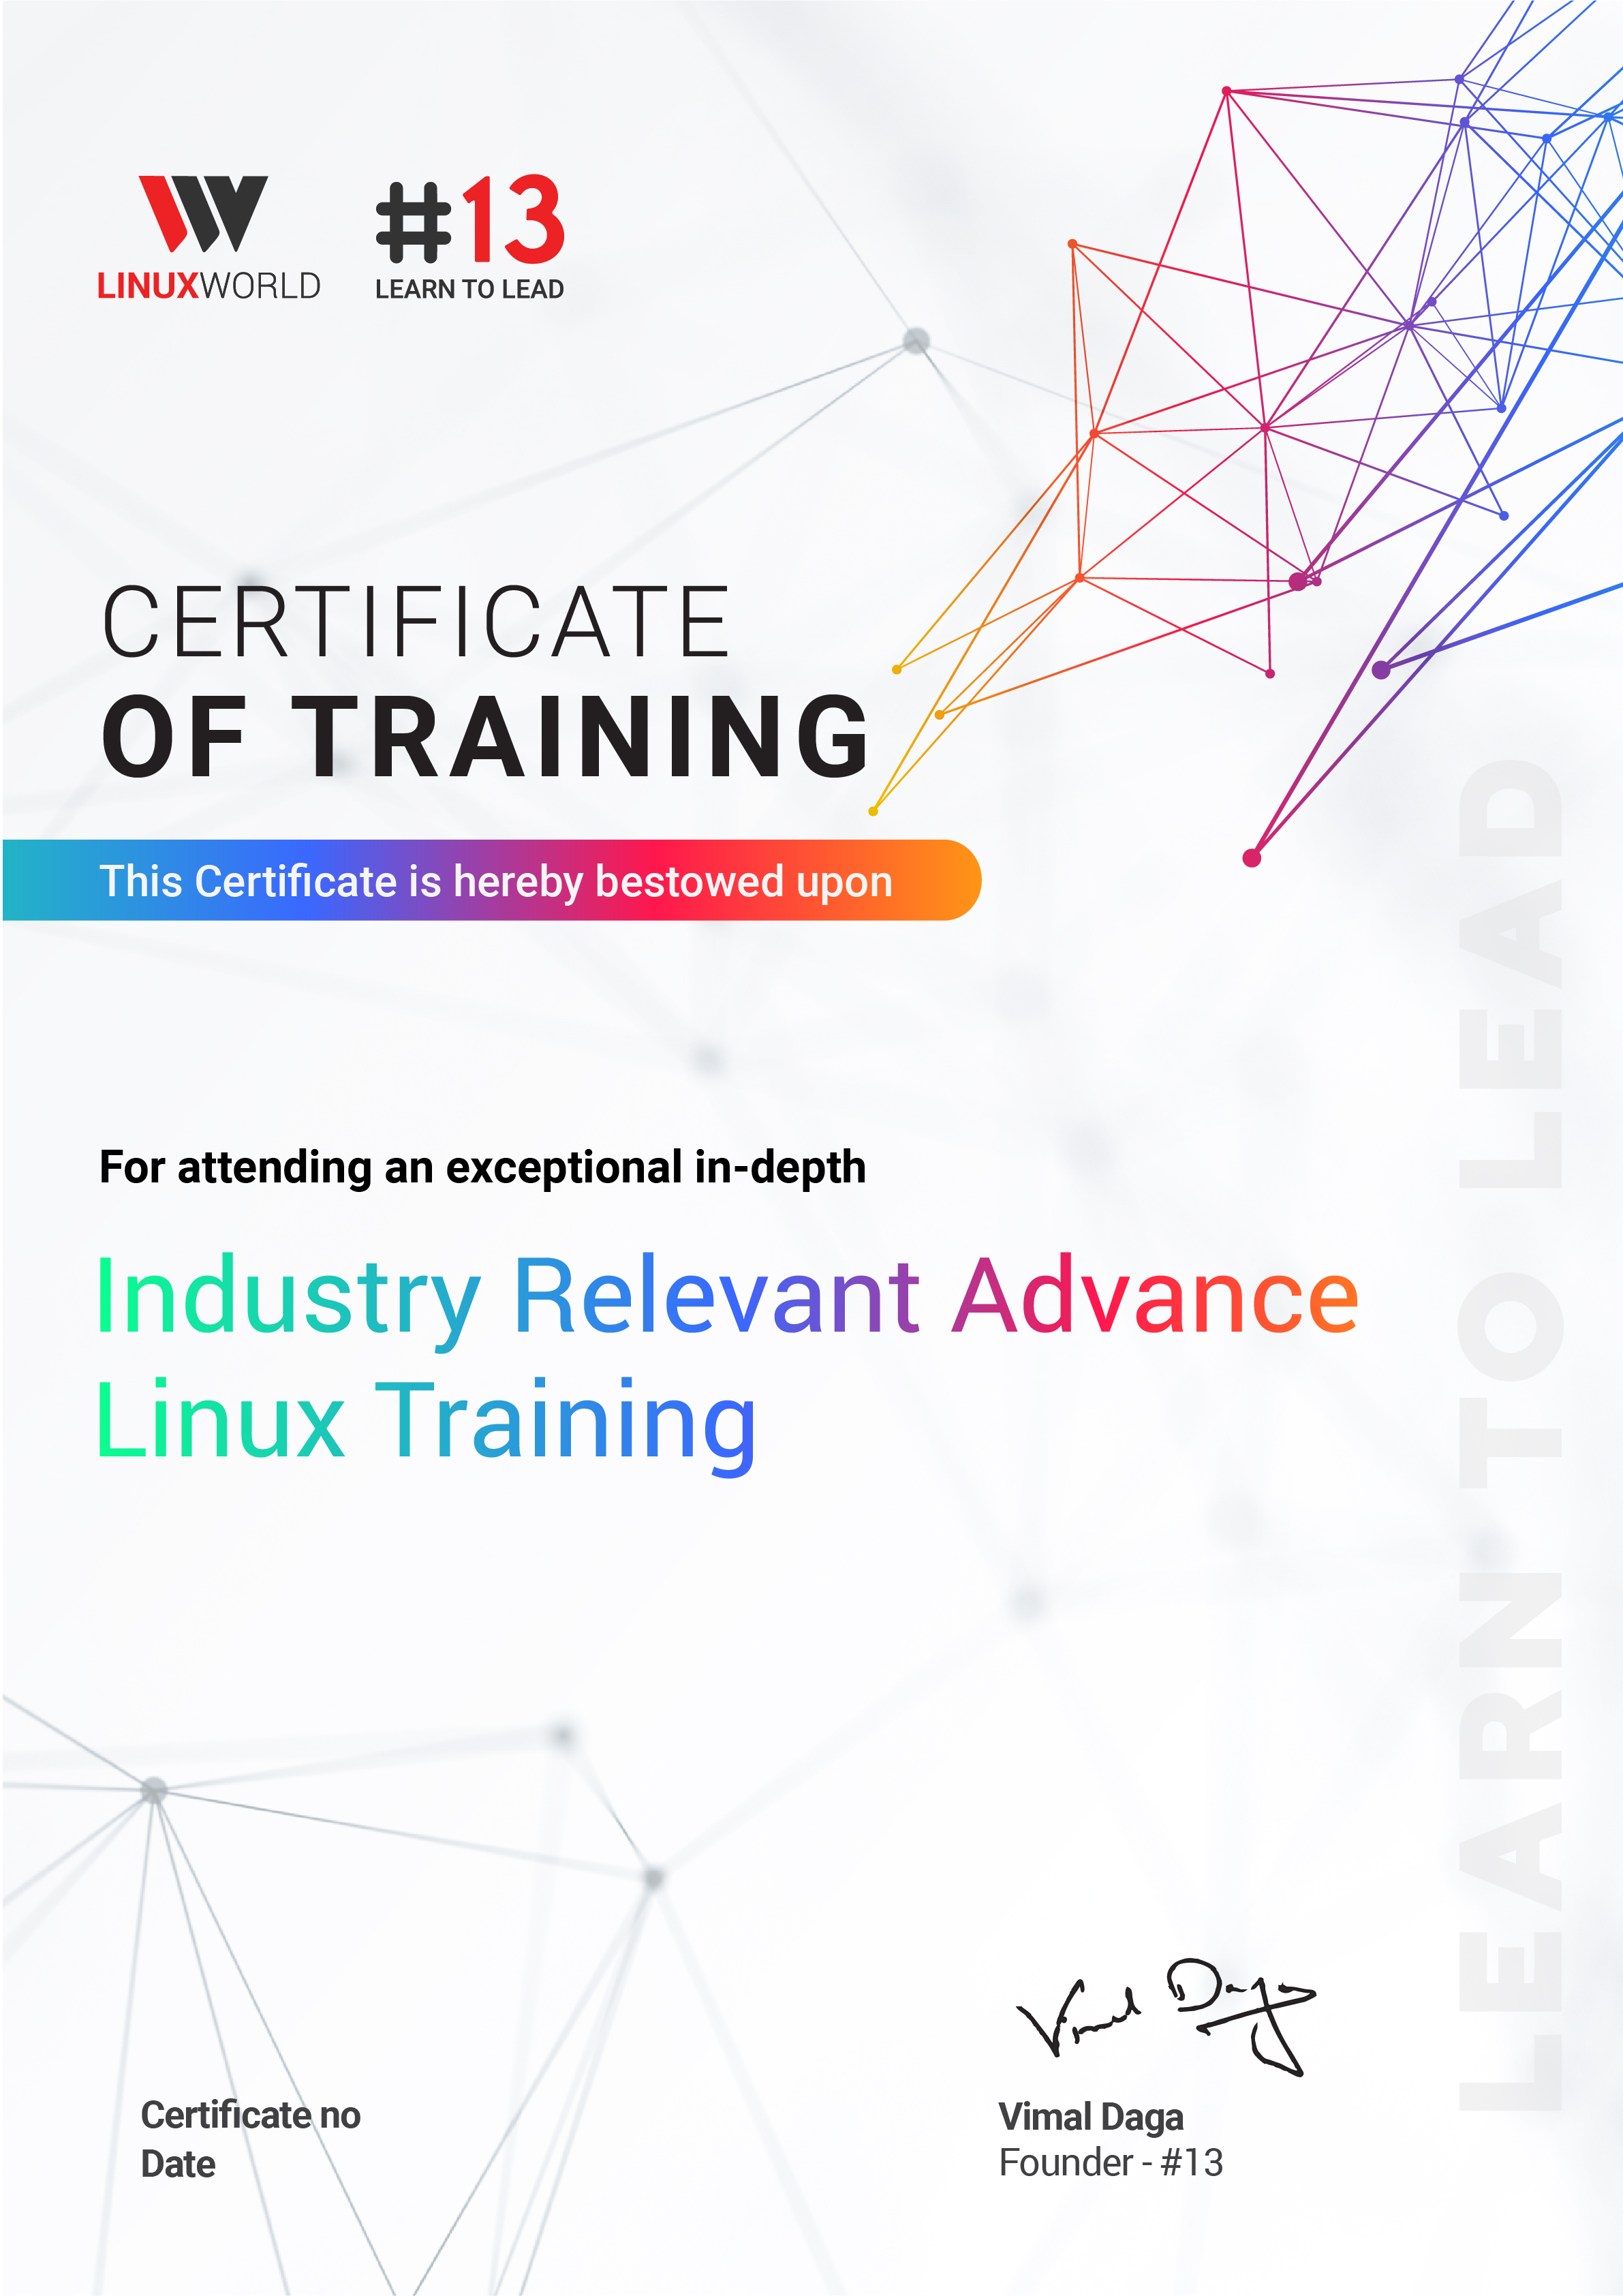 LINUXWORLD
#13
LEARN TO LEAD
CERTIFICATE
OF TRAINING
This Certificate is hereby bestowed upon
For attending an exceptional in-depth
Industry Relevant Advance
Linux Training
LEARN TO LEAD
Vimal Daga
Certificate no
Date
Vimal Daga
Founder - #13